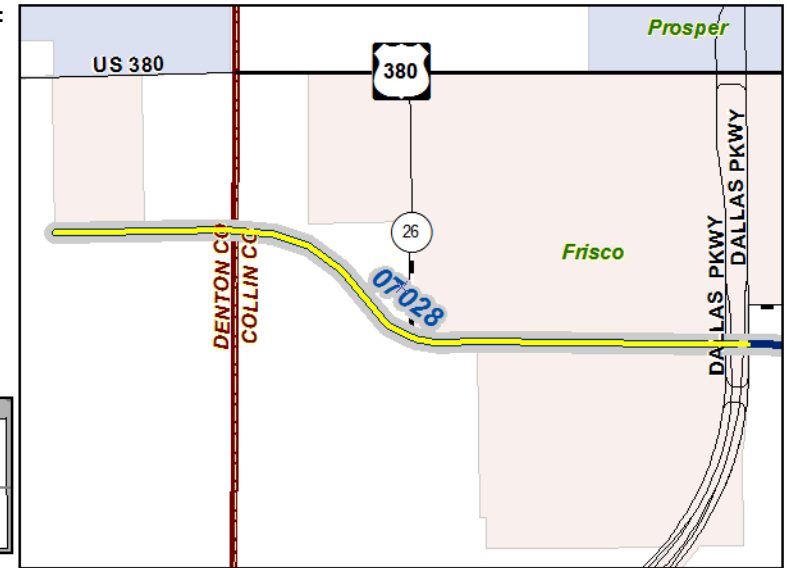 :
Prosper
US 380
380
DALLAS PKWY
DALLAS PKWY
26
DENTON CO
COLLIN CO
Frisco
07028